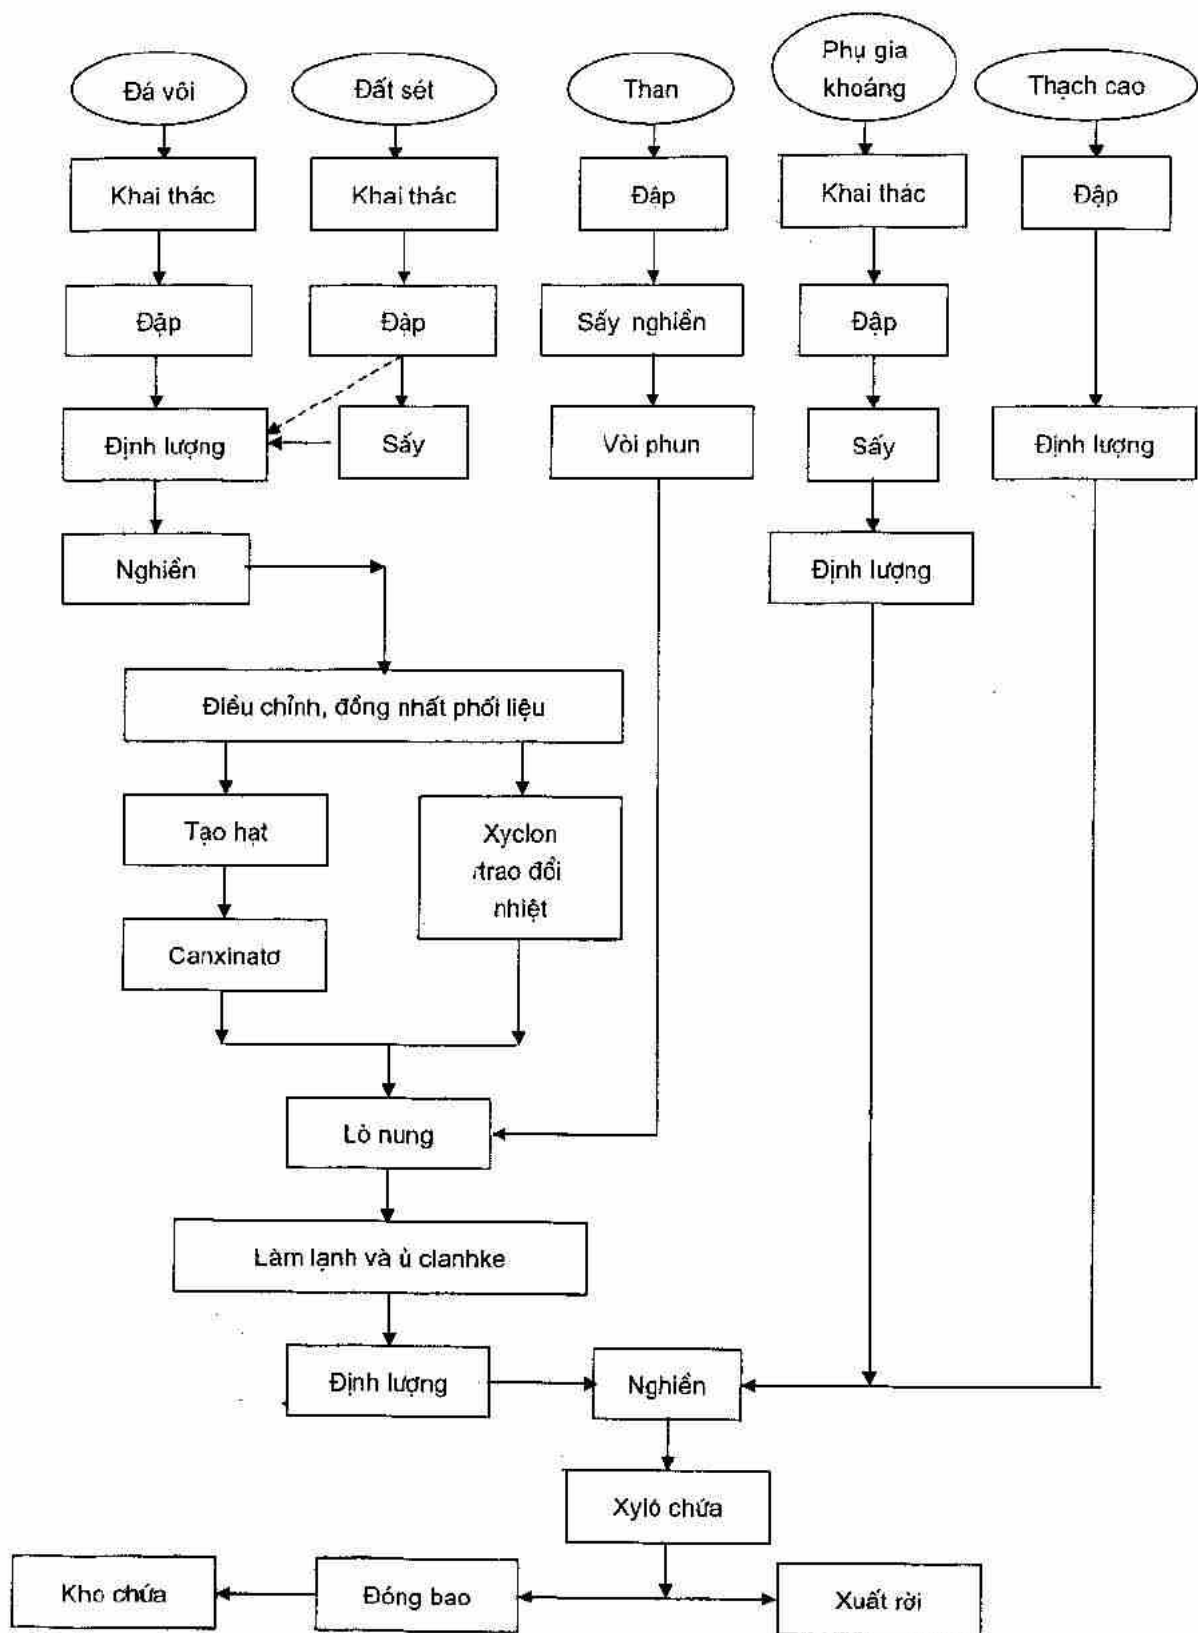 Đá vôi
Đất sét
Than
Phụ gia
khoáng
Thạch cao
Khai thác
Khai thác
Đập
Khai thác
Đập
Đập
Đập
Sấy nghiền
Đập
Định lượng
Sấy
Vòi phun
Sấy
Định lượng
Nghiền
Định lượng
Điều chỉnh, đồng nhất phối liệu
Tạo hạt
Xyclon
trao đổi
nhiệt
Canxinatơ
Lò nung
Làm lạnh và ủ clanhke
Định lượng
Nghiền
Xylô chứa
Kho chứa
Đóng bao
Xuất rời